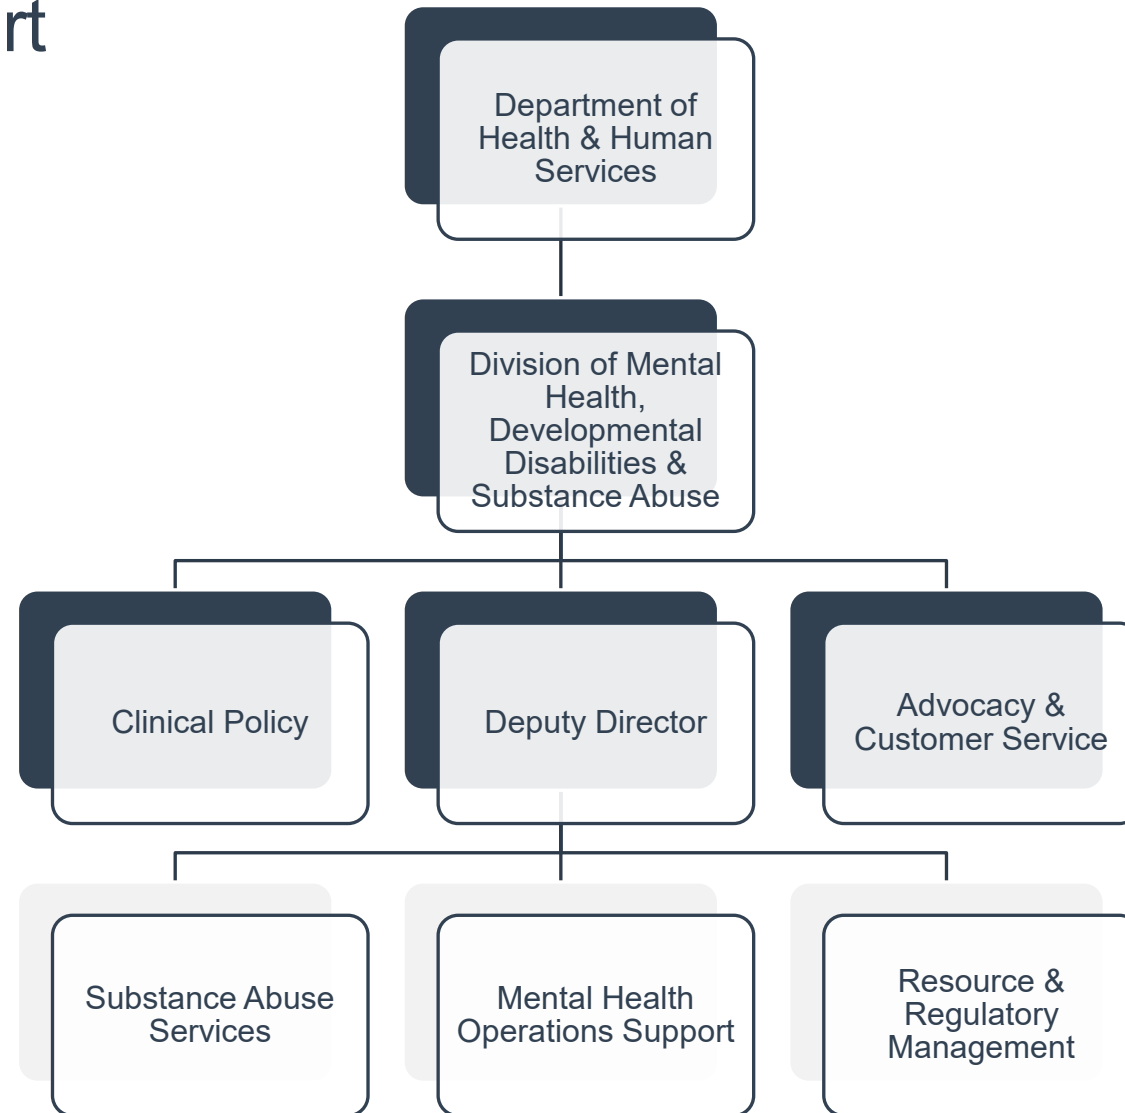 rt
Department of
Health & Human
Services
Division of Mental
Health,
Developmental
Disabilities &
Substance Abuse
Clinical Policy
Deputy Director
Advocacy &
Customer Service
Substance Abuse
Services
Mental Health
Operations Support
Resource &
Regulatory
Management